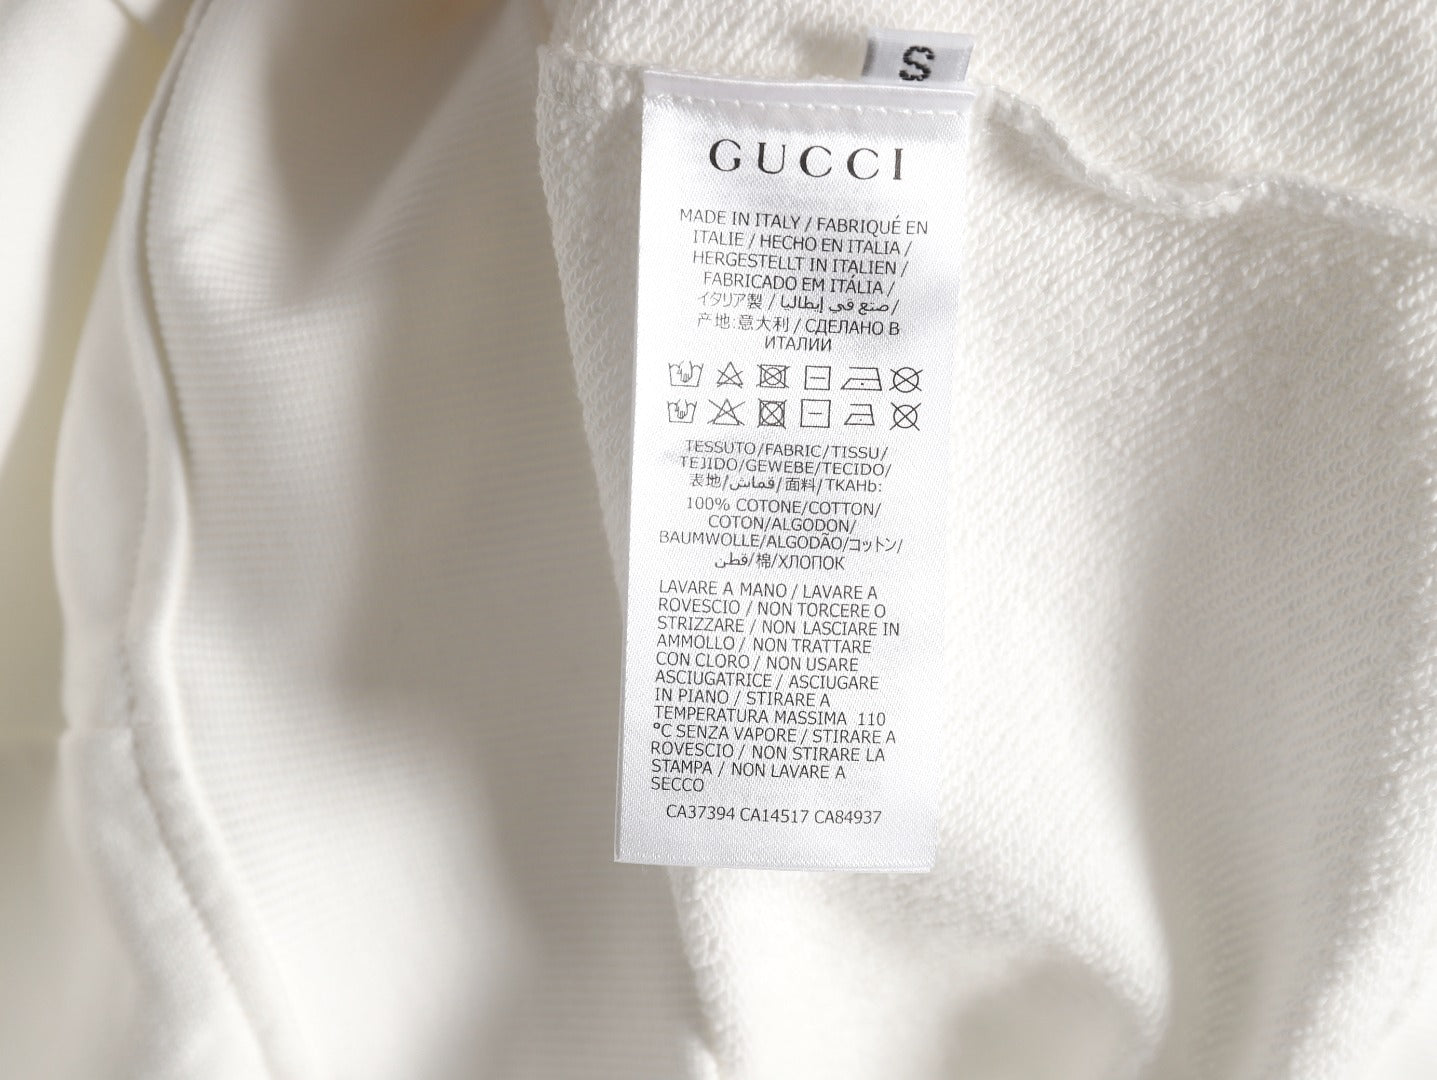 S
GUCCI
MADE IN ITALY / FABRIQUÉ EN
ITALIE / HECHO EN ITALIA /
HERGESTELLT IN ITALIEN /
FABRICADO EM ITÁLIA /
イタリア製 / صنع في إيطاليا /
产地:意大利 / СДЕЛАНО В
ИТАЛИИ
TESSUTO/FABRIC/TISSU/
TEJIDO/GEWEBE/TECIDO/
表地/قماش/面料/TKAHb:
100% COTONE/COTTON/
COTON/ALGODON/
BAUMWOLLE/ALGODÃO/コットン/
قطن/棉/ХЛОПОК
LAVARE A MANO / LAVARE A
ROVESCIO / NON TORCERE O
STRIZZARE / NON LASCIARE IN
AMMOLLO / NON TRATTARE
CON CLORO / NON USARE
ASCIUGATRICE / ASCIUGARE
IN PIANO / STIRARE A
TEMPERATURA MASSIMA 110
°C SENZA VAPORE / STIRARE A
ROVESCIO / NON STIRARE LA
STAMPA / NON LAVARE A
SECCO
CA37394 CA14517 CA84937